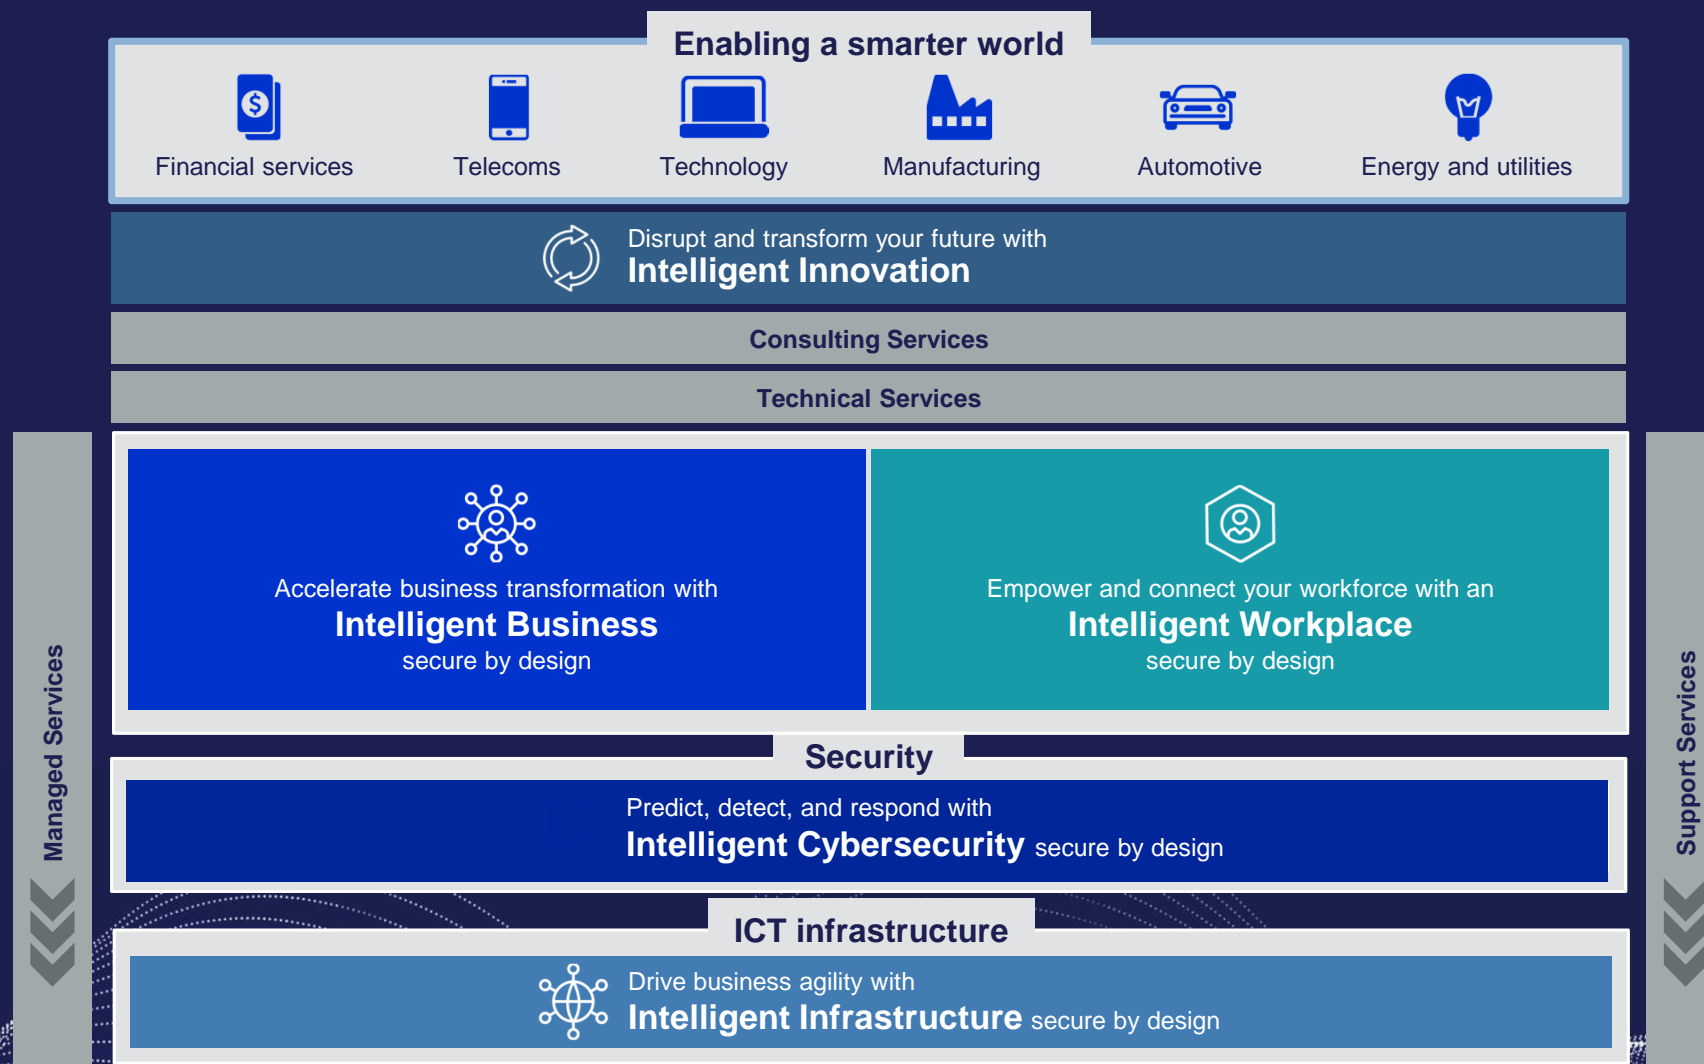 Enabling a smarter world
Financial services
Telecoms
Technology
Manufacturing
Automotive
Energy and utilities
Disrupt and transform your future with
Intelligent Innovation
Consulting Services
Technical Services
Managed Services
Accelerate business transformation with
Intelligent Business
secure by design
Empower and connect your workforce with an
Intelligent Workplace
secure by design
Support Services
Security
Predict, detect, and respond with
Intelligent Cybersecurity secure by design
ICT infrastructure
Drive business agility with
Intelligent Infrastructure secure by design